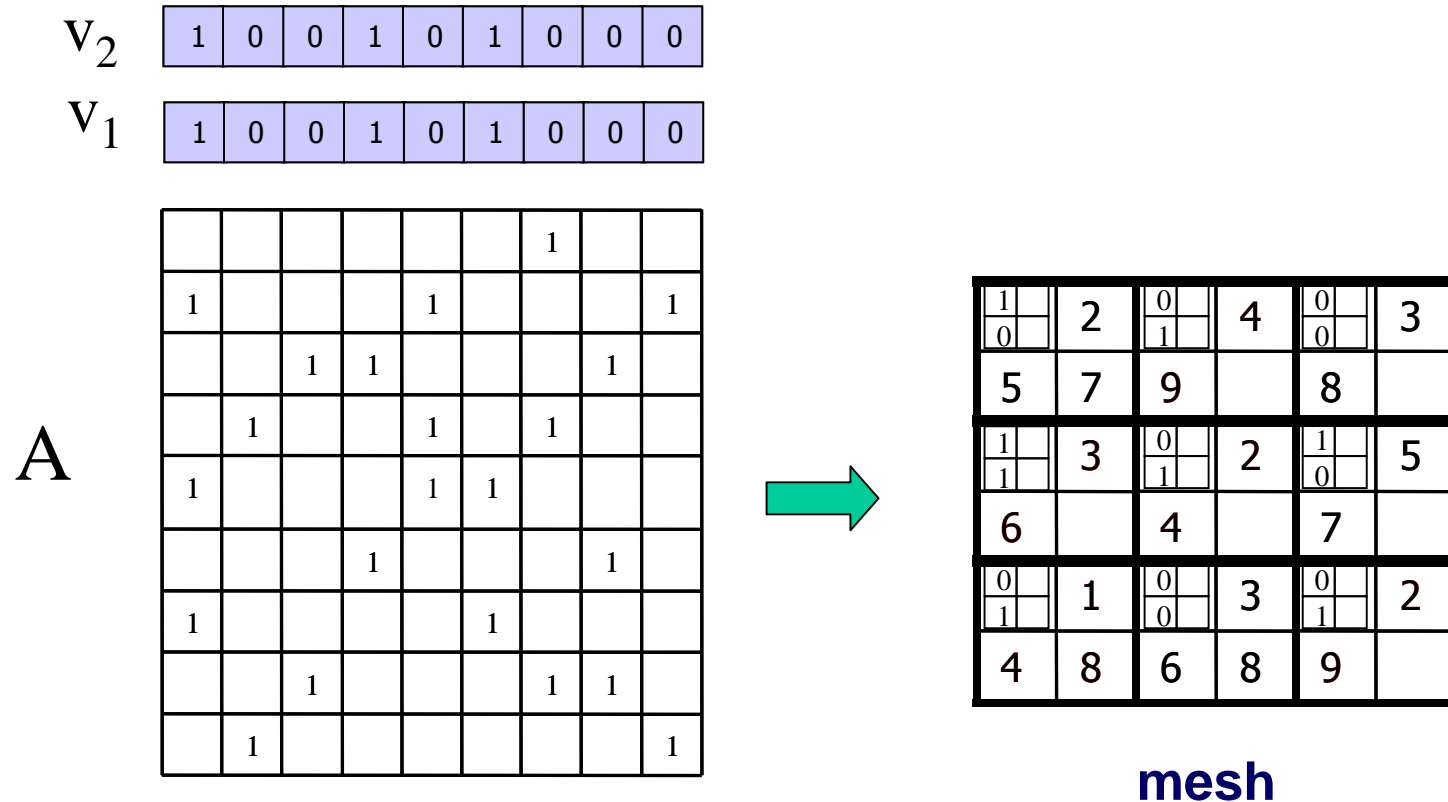 v2 1 0 0 1 0 1 0 0 0
v1 1 0 0 1 0 1 0 0 0
1
1 1 1
1 1 1
1 1 1
A 1 1 1
1 1
1 1
1 1 1
1 1
1 2 0 4 0 3
0 1 0
5 7 9 8
1 3 0 2 1 5
1 1 0
6 4 7
0 1 0 3 0 2
1 0 1
4 8 6 8 9
mesh